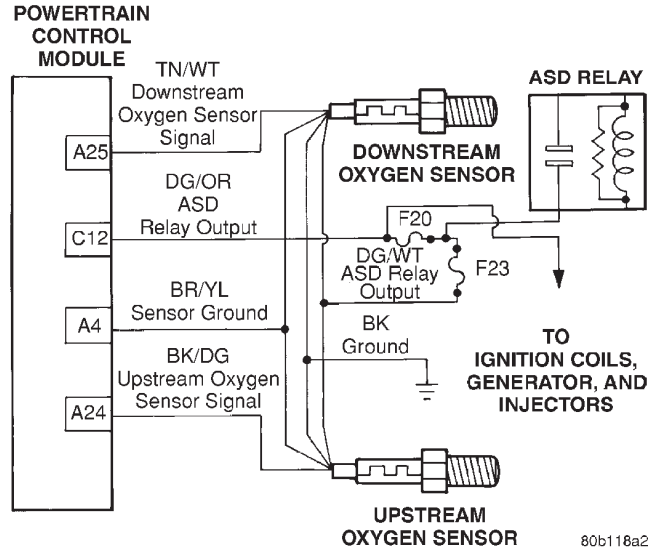 POWERTRAIN
CONTROL
MODULE
TN/WT
Downstream
Oxygen Sensor
Signal
A25
DOWNSTREAM
OXYGEN SENSOR
ASD RELAY
DG/OR
ASD
Relay Output
C12
F20
DG/WT
ASD Relay
Output
F23
BR/YL
Sensor Ground
A4
BK
Ground
TO
IGNITION COILS,
GENERATOR, AND
INJECTORS
BK/DG
Upstream Oxygen
Sensor Signal
A24
UPSTREAM
OXYGEN SENSOR
80b118a2